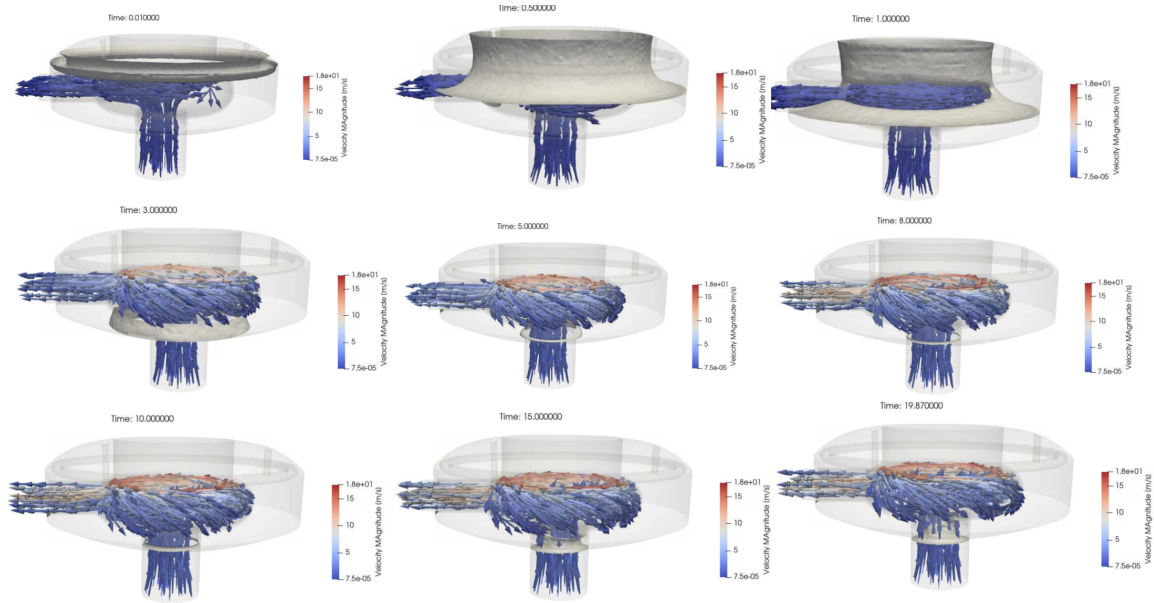 Time: 0.010000
1.8e+01
15
10
5
7.5e-05
Velocity MAgnitude (m/s)
Time: 0.500000
1.8e+01
15
10
5
7.5e-05
Velocity MAgnitude (m/s)
Time: 1.000000
1.8e+01
15
10
5
7.5e-05
Velocity MAgnitude (m/s)
Time: 3.000000
1.8e+01
15
10
5
7.5e-05
Velocity MAgnitude (m/s)
Time: 5.000000
1.8e+01
15
10
5
7.5e-05
Velocity MAgnitude (m/s)
Time: 8.000000
1.8e+01
15
10
5
7.5e-05
Velocity MAgnitude (m/s)
Time: 10.000000
1.8e+01
15
10
5
7.5e-05
Velocity MAgnitude (m/s)
Time: 15.000000
1.8e+01
15
10
5
7.5e-05
Velocity MAgnitude (m/s)
Time: 19.870000
1.8e+01
15
10
5
7.5e-05
Velocity MAgnitude (m/s)